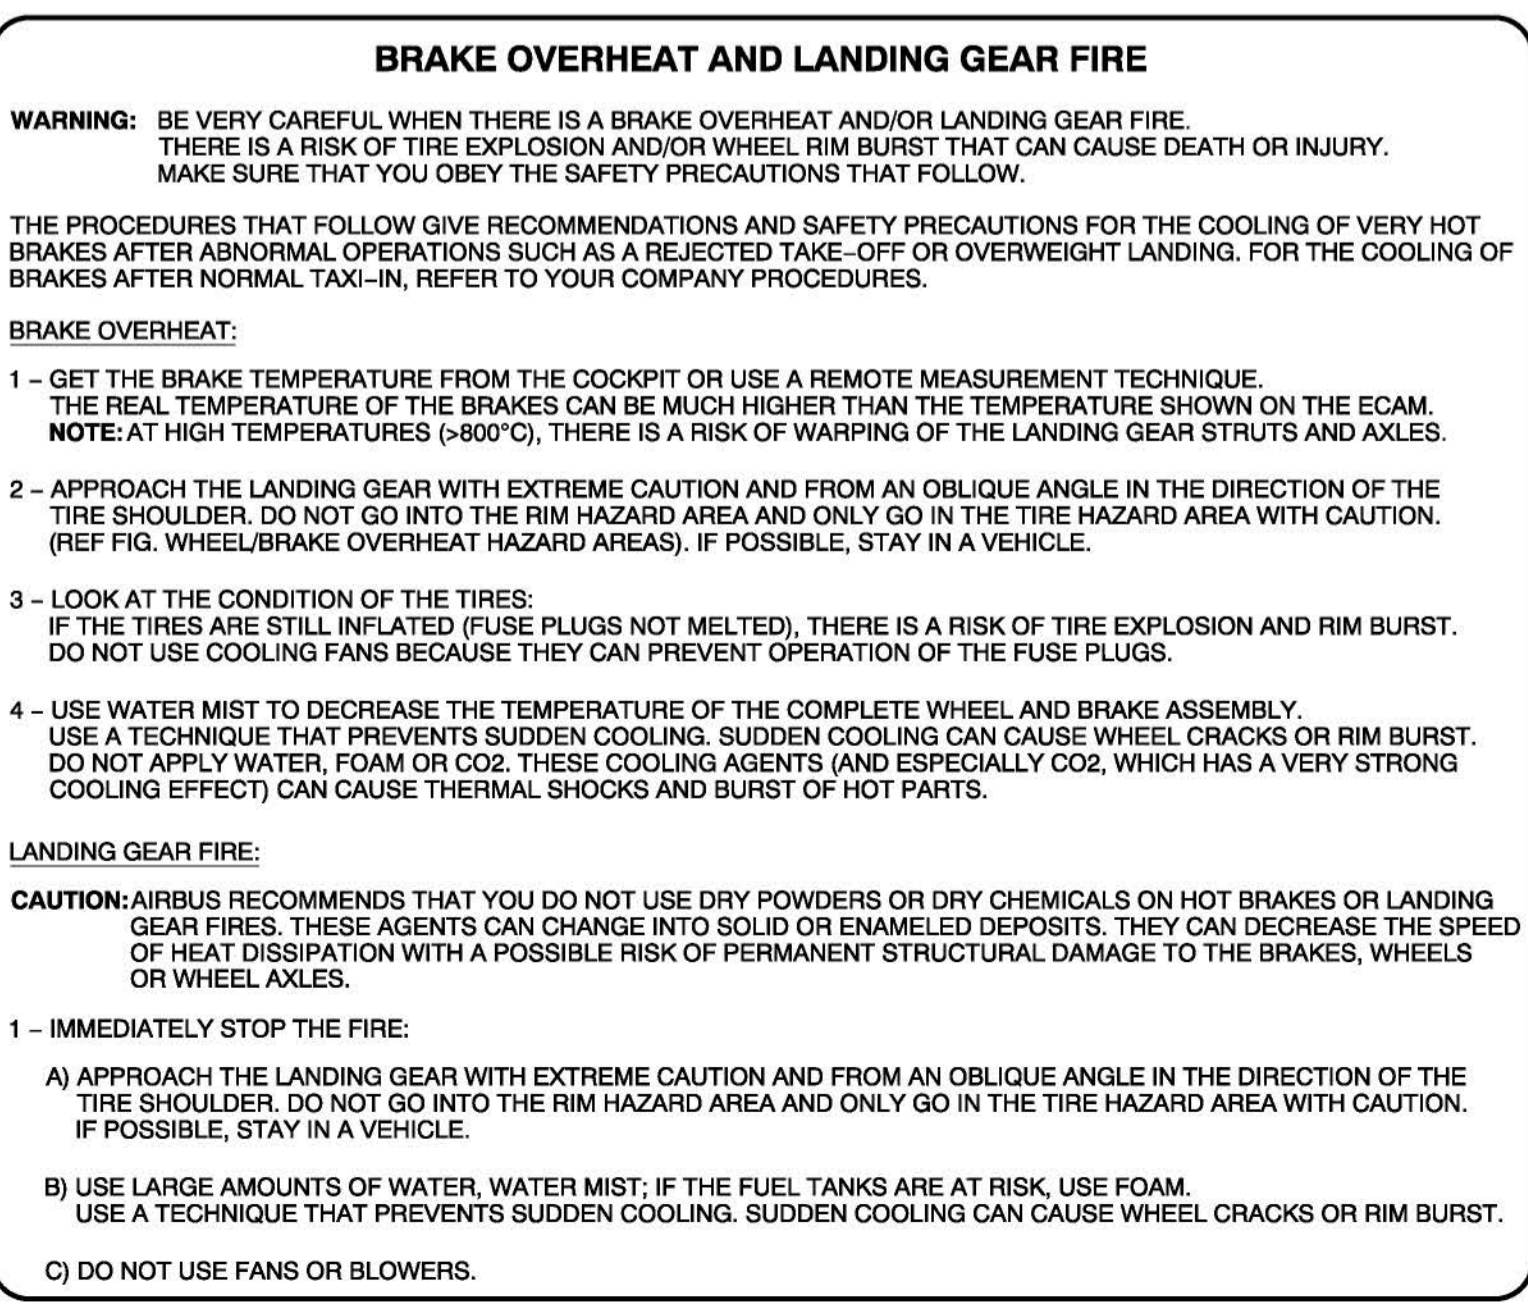 BRAKE OVERHEAT AND LANDING GEAR FIRE
WARNING: BE VERY CAREFUL WHEN THERE IS A BRAKE OVERHEAT AND/OR LANDING GEAR FIRE.
THERE IS A RISK OF TIRE EXPLOSION AND/OR WHEEL RIM BURST THAT CAN CAUSE DEATH OR INJURY.
MAKE SURE THAT YOU OBEY THE SAFETY PRECAUTIONS THAT FOLLOW.
THE PROCEDURES THAT FOLLOW GIVE RECOMMENDATIONS AND SAFETY PRECAUTIONS FOR THE COOLING OF VERY HOT
BRAKES AFTER ABNORMAL OPERATIONS SUCH AS A REJECTED TAKE–OFF OR OVERWEIGHT LANDING. FOR THE COOLING OF
BRAKES AFTER NORMAL TAXI–IN, REFER TO YOUR COMPANY PROCEDURES.
BRAKE OVERHEAT:
1 – GET THE BRAKE TEMPERATURE FROM THE COCKPIT OR USE A REMOTE MEASUREMENT TECHNIQUE.
THE REAL TEMPERATURE OF THE BRAKES CAN BE MUCH HIGHER THAN THE TEMPERATURE SHOWN ON THE ECAM.
NOTE: AT HIGH TEMPERATURES (>800°C), THERE IS A RISK OF WARPING OF THE LANDING GEAR STRUTS AND AXLES.
2 – APPROACH THE LANDING GEAR WITH EXTREME CAUTION AND FROM AN OBLIQUE ANGLE IN THE DIRECTION OF THE
TIRE SHOULDER. DO NOT GO INTO THE RIM HAZARD AREA AND ONLY GO IN THE TIRE HAZARD AREA WITH CAUTION.
(REF FIG. WHEEL/BRAKE OVERHEAT HAZARD AREAS). IF POSSIBLE, STAY IN A VEHICLE.
3 – LOOK AT THE CONDITION OF THE TIRES:
IF THE TIRES ARE STILL INFLATED (FUSE PLUGS NOT MELTED), THERE IS A RISK OF TIRE EXPLOSION AND RIM BURST.
DO NOT USE COOLING FANS BECAUSE THEY CAN PREVENT OPERATION OF THE FUSE PLUGS.
4 – USE WATER MIST TO DECREASE THE TEMPERATURE OF THE COMPLETE WHEEL AND BRAKE ASSEMBLY.
USE A TECHNIQUE THAT PREVENTS SUDDEN COOLING. SUDDEN COOLING CAN CAUSE WHEEL CRACKS OR RIM BURST.
DO NOT APPLY WATER, FOAM OR CO2. THESE COOLING AGENTS (AND ESPECIALLY CO2, WHICH HAS A VERY STRONG
COOLING EFFECT) CAN CAUSE THERMAL SHOCKS AND BURST OF HOT PARTS.
LANDING GEAR FIRE:
CAUTION: AIRBUS RECOMMENDS THAT YOU DO NOT USE DRY POWDERS OR DRY CHEMICALS ON HOT BRAKES OR LANDING
GEAR FIRES. THESE AGENTS CAN CHANGE INTO SOLID OR ENAMELED DEPOSITS. THEY CAN DECREASE THE SPEED
OF HEAT DISSIPATION WITH A POSSIBLE RISK OF PERMANENT STRUCTURAL DAMAGE TO THE BRAKES, WHEELS
OR WHEEL AXLES.
1 – IMMEDIATELY STOP THE FIRE:
A) APPROACH THE LANDING GEAR WITH EXTREME CAUTION AND FROM AN OBLIQUE ANGLE IN THE DIRECTION OF THE
TIRE SHOULDER. DO NOT GO INTO THE RIM HAZARD AREA AND ONLY GO IN THE TIRE HAZARD AREA WITH CAUTION.
IF POSSIBLE, STAY IN A VEHICLE.
B) USE LARGE AMOUNTS OF WATER, WATER MIST; IF THE FUEL TANKS ARE AT RISK, USE FOAM.
USE A TECHNIQUE THAT PREVENTS SUDDEN COOLING. SUDDEN COOLING CAN CAUSE WHEEL CRACKS OR RIM BURST.
C) DO NOT USE FANS OR BLOWERS.